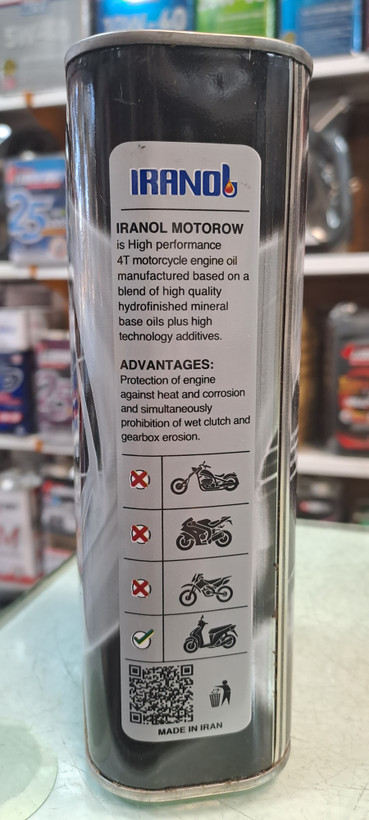 IRANOL
IRANOL MOTOROW
is High performance
4T motorcycle engine oil
manufactured based on a
blend of high quality
hydrofinished mineral
base oils plus high
technology additives.
ADVANTAGES:
Protection of engine
against heat and corrosion
and simultaneously
prohibition of wet clutch and
gearbox erosion.
MADE IN IRAN
25